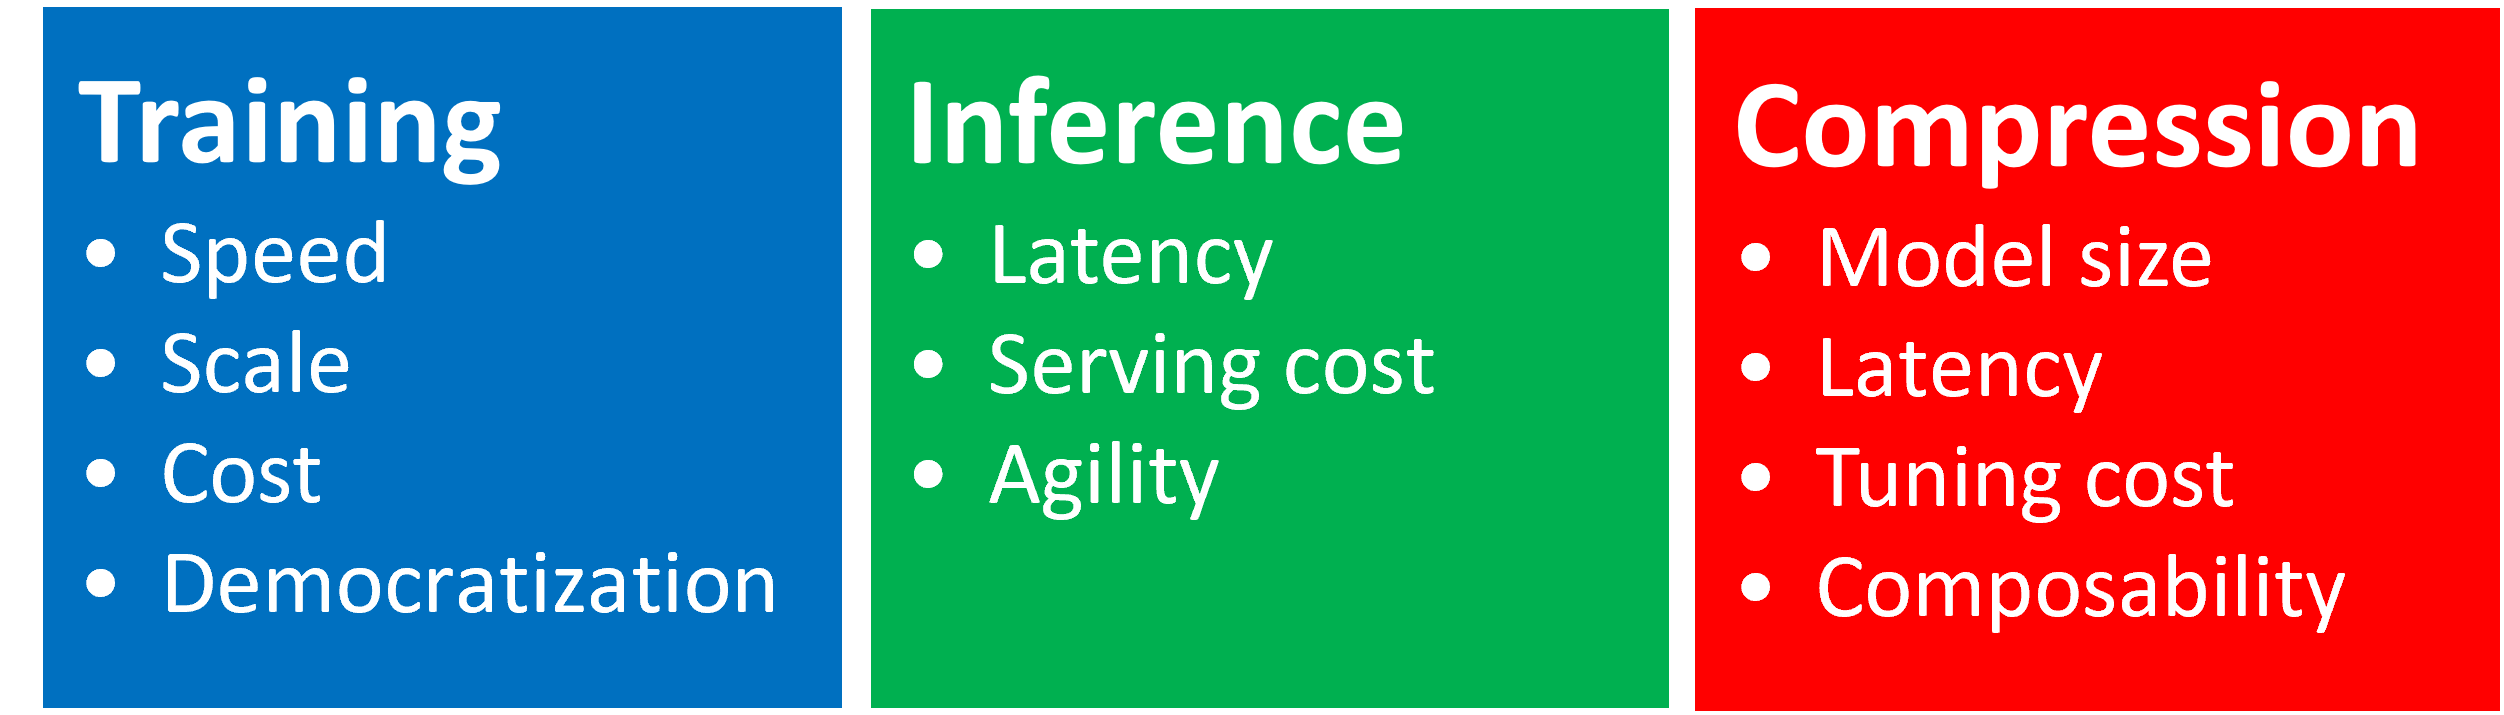 Training
• Speed
• Scale
• Cost
• Democratization
Inference
• Latency
• Serving cost
• Agility
Compression
• Model size
• Latency
• Tuning cost
• Composability